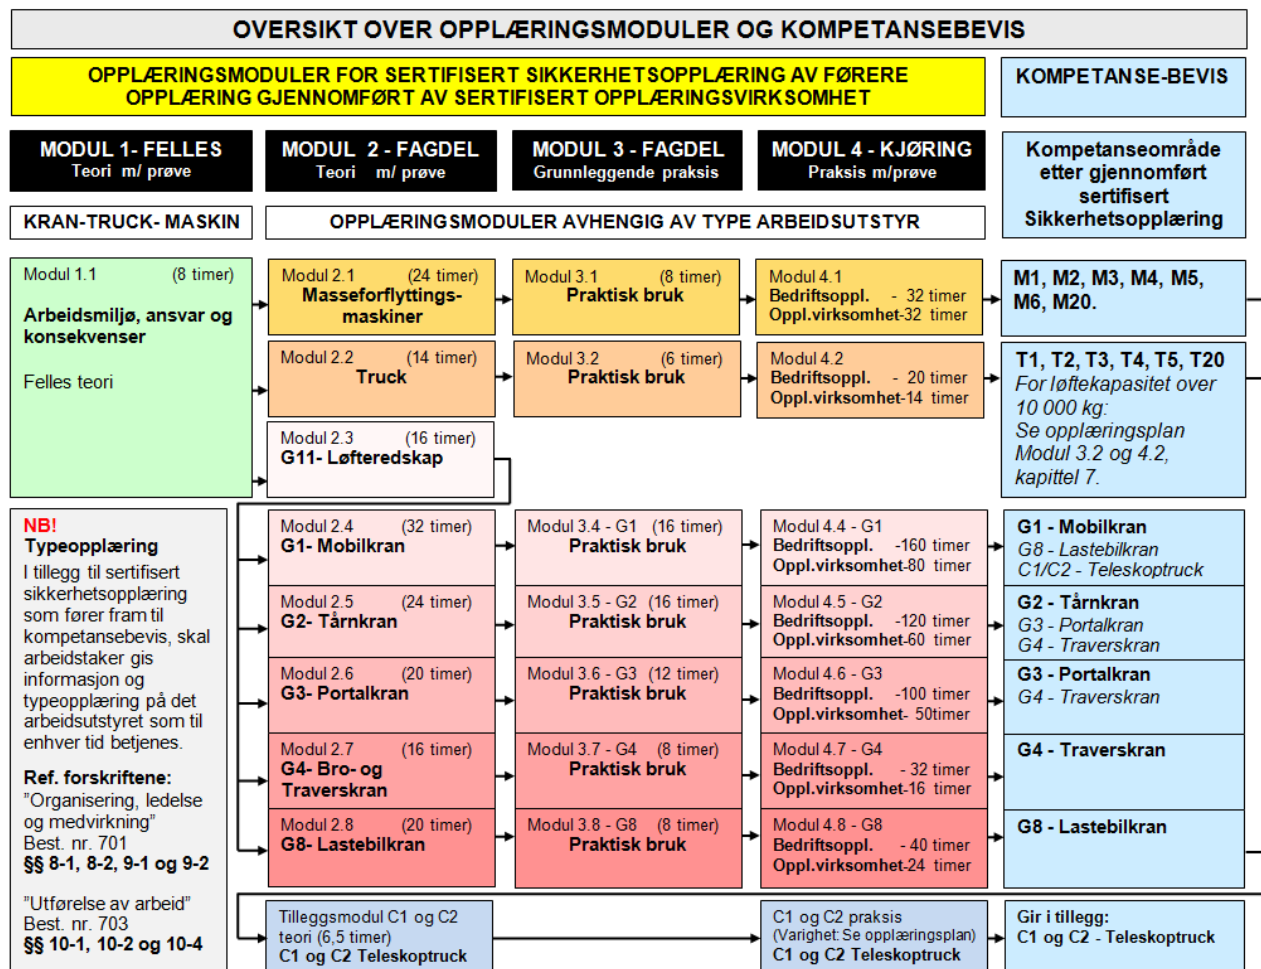 OVERSIKT OVER OPPLÆRINGSMODULER OG KOMPETANSEBEVIS
OPPLÆRINGSMODULER FOR SERTIFISERT SIKKERHETSOPPLÆRING AV FØRERE
OPPLÆRING GJENNOMFØRT AV SERTIFISERT OPPLÆRINGSVIRKSOMHET
KOMPETANSE-BEVIS
MODUL 1- FELLES
Teori m/ prøve
MODUL 2 - FAGDEL
Teori m/ prøve
MODUL 3 - FAGDEL
Grunnleggende praksis
MODUL 4 - KJØRING
Praksis m/prøve
Kompetanseområde
etter gjennomført
sertifisert
Sikkerhetsopplæring
KRAN-TRUCK- MASKIN
OPPLÆRINGSMODULER AVHENGIG AV TYPE ARBEIDSUTSTYR
Modul 1.1 (8 timer)
Arbeidsmiljø, ansvar og
konsekvenser
Felles teori
Modul 2.1 (24 timer)
Masseforflyttings-
maskiner
Modul 3.1 (8 timer)
Praktisk bruk
Modul 4.1
Bedriftsoppl. - 32 timer
Oppl.virksomhet-32 timer
M1, M2, M3, M4, M5,
M6, M20.
Modul 2.2 (14 timer)
Truck
Modul 3.2 (6 timer)
Praktisk bruk
Modul 4.2
Bedriftsoppl. - 20 timer
Oppl.virksomhet-14 timer
T1, T2, T3, T4, T5, T20
For løftekapasitet over
10 000 kg:
Se opplæringsplan
Modul 3.2 og 4.2,
kapittel 7.
Modul 2.3 (16 timer)
G11- Løfteredskap
NB!
Typeopplæring
I tillegg til sertifisert
sikkerhetsopplæring
som fører fram til
kompetansebevis, skal
arbeidstaker gis
informasjon og
typeopplæring på det
arbeidsutstyret som til
enhver tid betjenes.
Ref. forskriftene:
"Organisering, ledelse
og medvirkning"
Best. nr. 701
§§ 8-1, 8-2, 9-1 og 9-2
"Utførelse av arbeid"
Best. nr. 703
§§ 10-1, 10-2 og 10-4
Modul 2.4 (32 timer)
G1- Mobilkran
Modul 3.4 - G1 (16 timer)
Praktisk bruk
Modul 4.4 - G1
Bedriftsoppl. -160 timer
Oppl.virksomhet-80 timer
G1 - Mobilkran
G8 - Lastebilkran
C1/C2 - Teleskoptruck
Modul 2.5 (24 timer)
G2- Tårnkran
Modul 3.5 - G2 (16 timer)
Praktisk bruk
Modul 4.5 - G2
Bedriftsoppl. -120 timer
Oppl.virksomhet-60 timer
G2 - Tårnkran
G3 - Portalkran
G4 - Traverskran
Modul 2.6 (20 timer)
G3- Portalkran
Modul 3.6 - G3 (12 timer)
Praktisk bruk
Modul 4.6 - G3
Bedriftsoppl. -100 timer
Oppl.virksomhet- 50timer
G3 - Portalkran
G4 - Traverskran
Modul 2.7 (16 timer)
G4- Bro- og
Traverskran
Modul 3.7 - G4 (8 timer)
Praktisk bruk
Modul 4.7 - G4
Bedriftsoppl. - 32 timer
Oppl.virksomhet-16 timer
G4 - Traverskran
Modul 2.8 (20 timer)
G8- Lastebilkran
Modul 3.8 - G8 (8 timer)
Praktisk bruk
Modul 4.8 - G8
Bedriftsoppl. - 40 timer
Oppl.virksomhet-24 timer
G8 - Lastebilkran
Tilleggsmodul C1 og C2
teori (6,5 timer)
C1 og C2 Teleskoptruck
C1 og C2 praksis
(Varighet: Se opplæringsplan)
C1 og C2 Teleskoptruck
Gir i tillegg:
C1 og C2 - Teleskoptruck